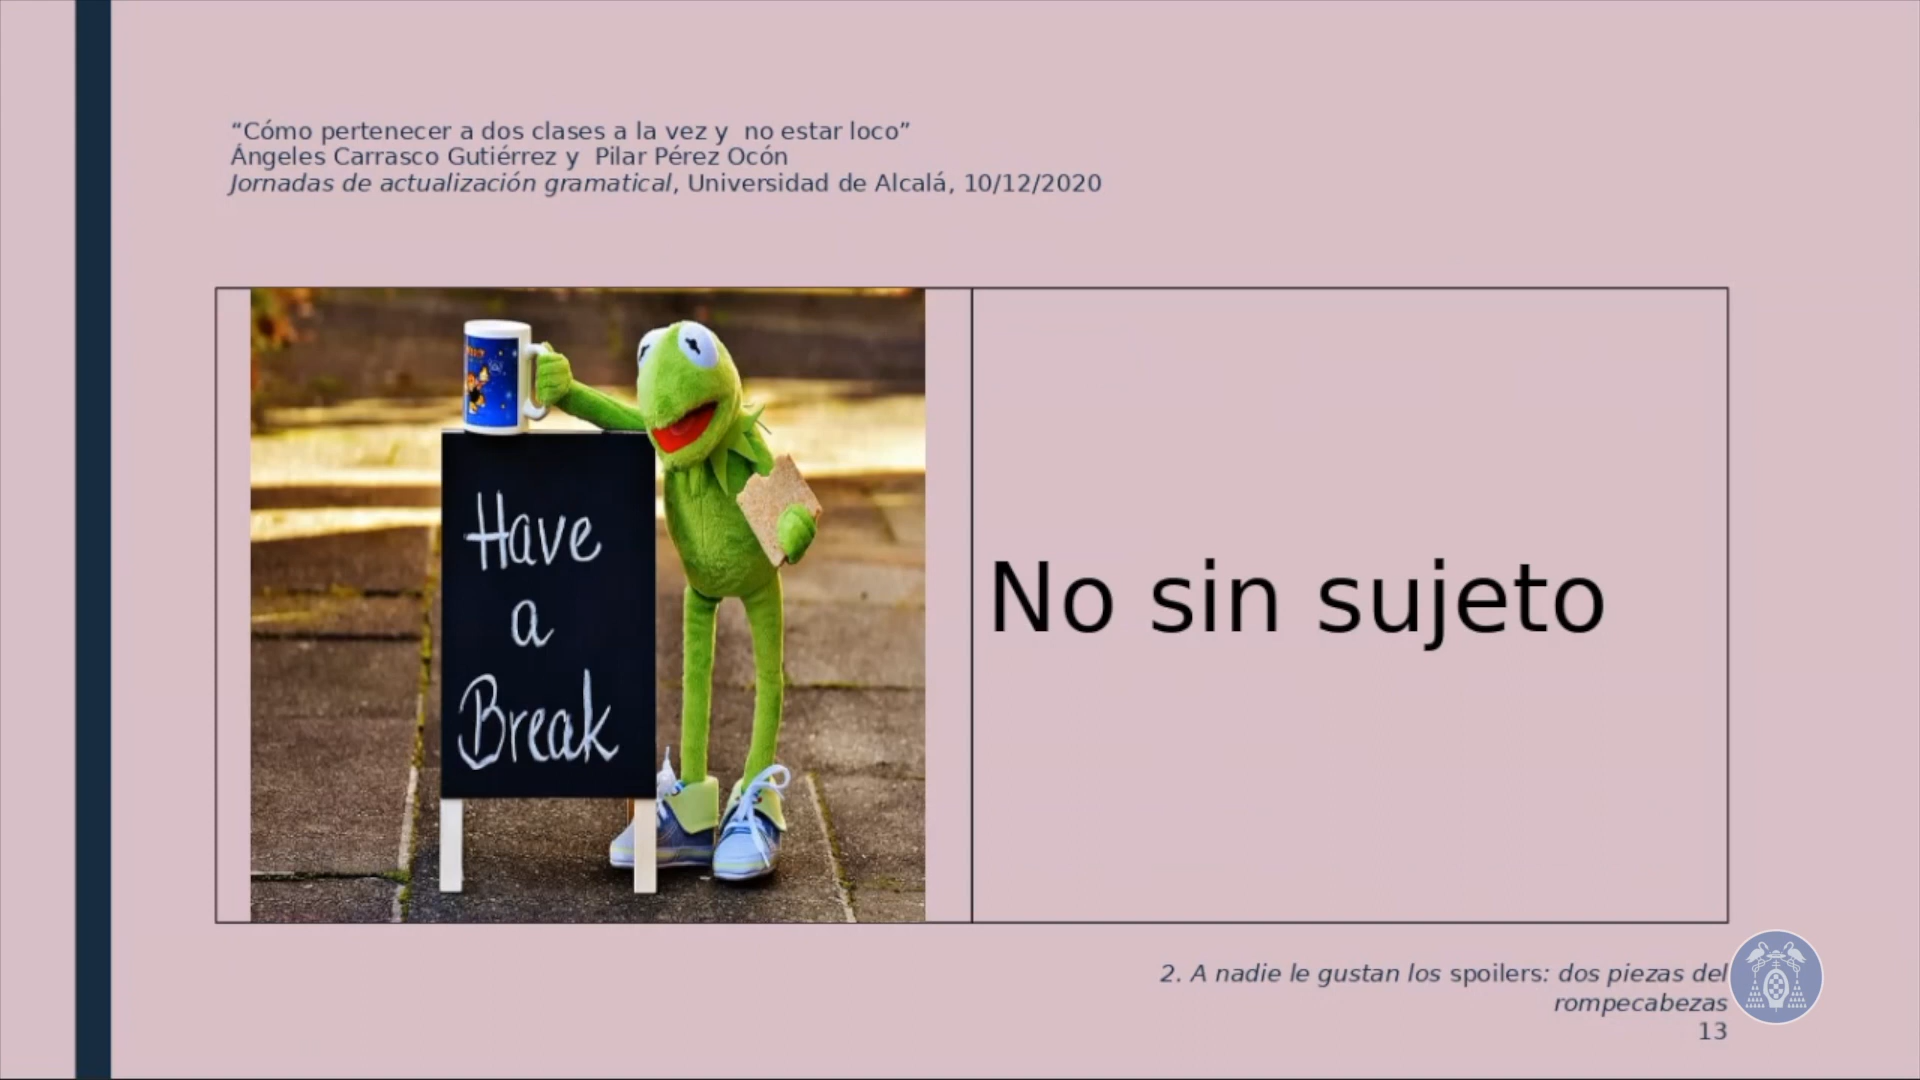 “Cómo pertenecer a dos clases a la vez y  no estar loco”
Ángeles Carrasco Gutiérrez y  Pilar Pérez Ocón
Jornadas de actualización gramatical, Universidad de Alcalá, 10/12/2020
Have
a
Break
No sin sujeto
2. A nadie le gustan los spoilers: dos piezas del
rompecabezas
13